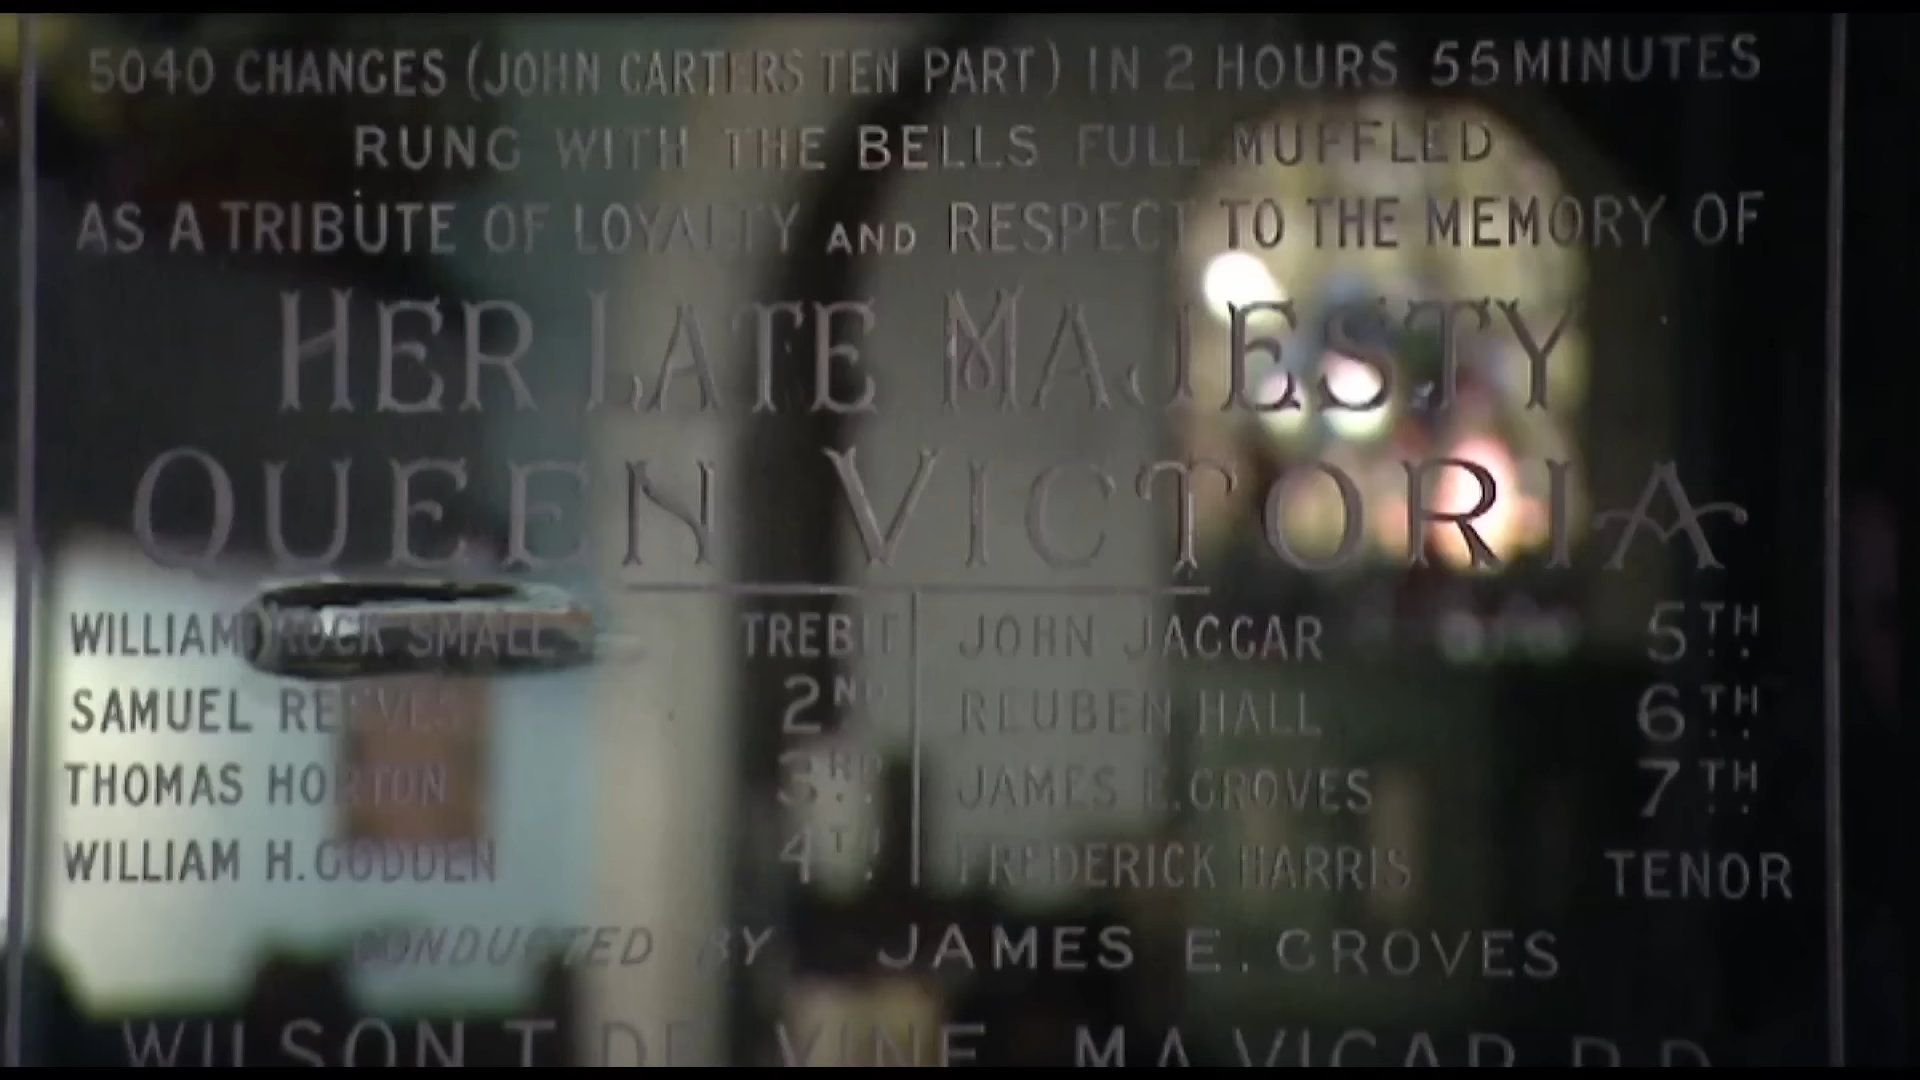 5040 CHANGES (JOHN CARTERS TEN PART) IN 2 HOURS 55 MINUTES
RUNG WITH THE BELLS FULL MUFFLED
AS A TRIBUTE OF LOYALTY AND RESPECT TO THE MEMORY OF
HER LATE MAJESTY
QUEEN VICTORIA
WILLIAM ROCK SMALL TREBLE JOHN JAGGAR 5TH.
SAMUEL REEVES 2ND REUBEN HALL 6TH.
THOMAS HORTON 3RD. JAMES E. GROVES 7TH.
WILLIAM H. GODDEN 4TH. FREDERICK HARRIS TENOR
CONDUCTED BY JAMES E. GROVES
WILSON T. VICAR